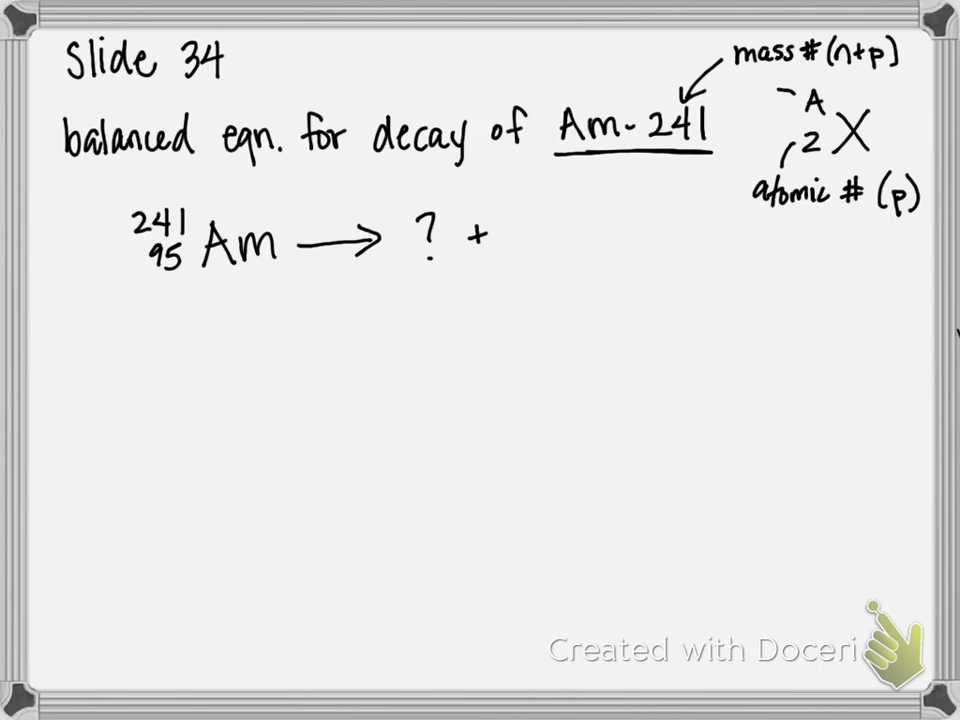 Slide 34
mass # (n+p)
balanced eqn. for decay of Am-241
A
Z X
atomic # (p)
241
95 Am → ? +
Created with Doceri